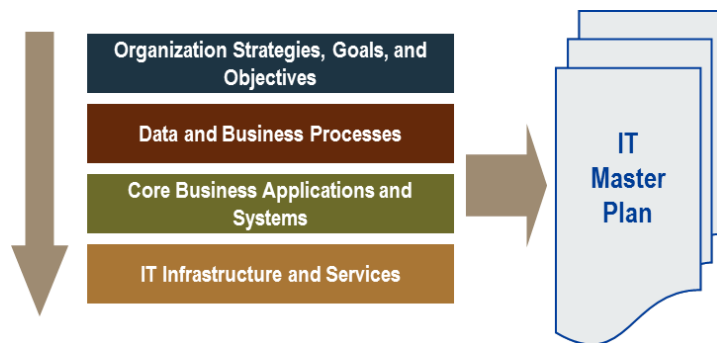 Organization Strategies, Goals, and
Objectives
Data and Business Processes
Core Business Applications and
Systems
IT Infrastructure and Services
IT
Master
Plan